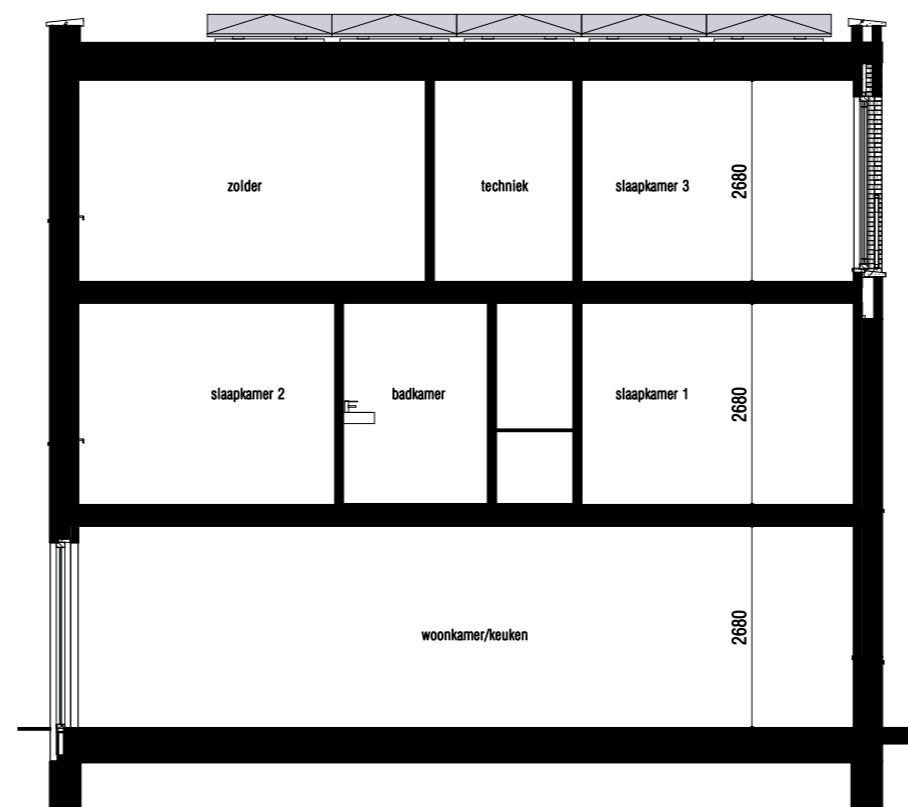 zolder
techniek
slaapkamer 3
2680
slaapkamer 2
badkamer
slaapkamer 1
2680
woonkamer/keuken
2680